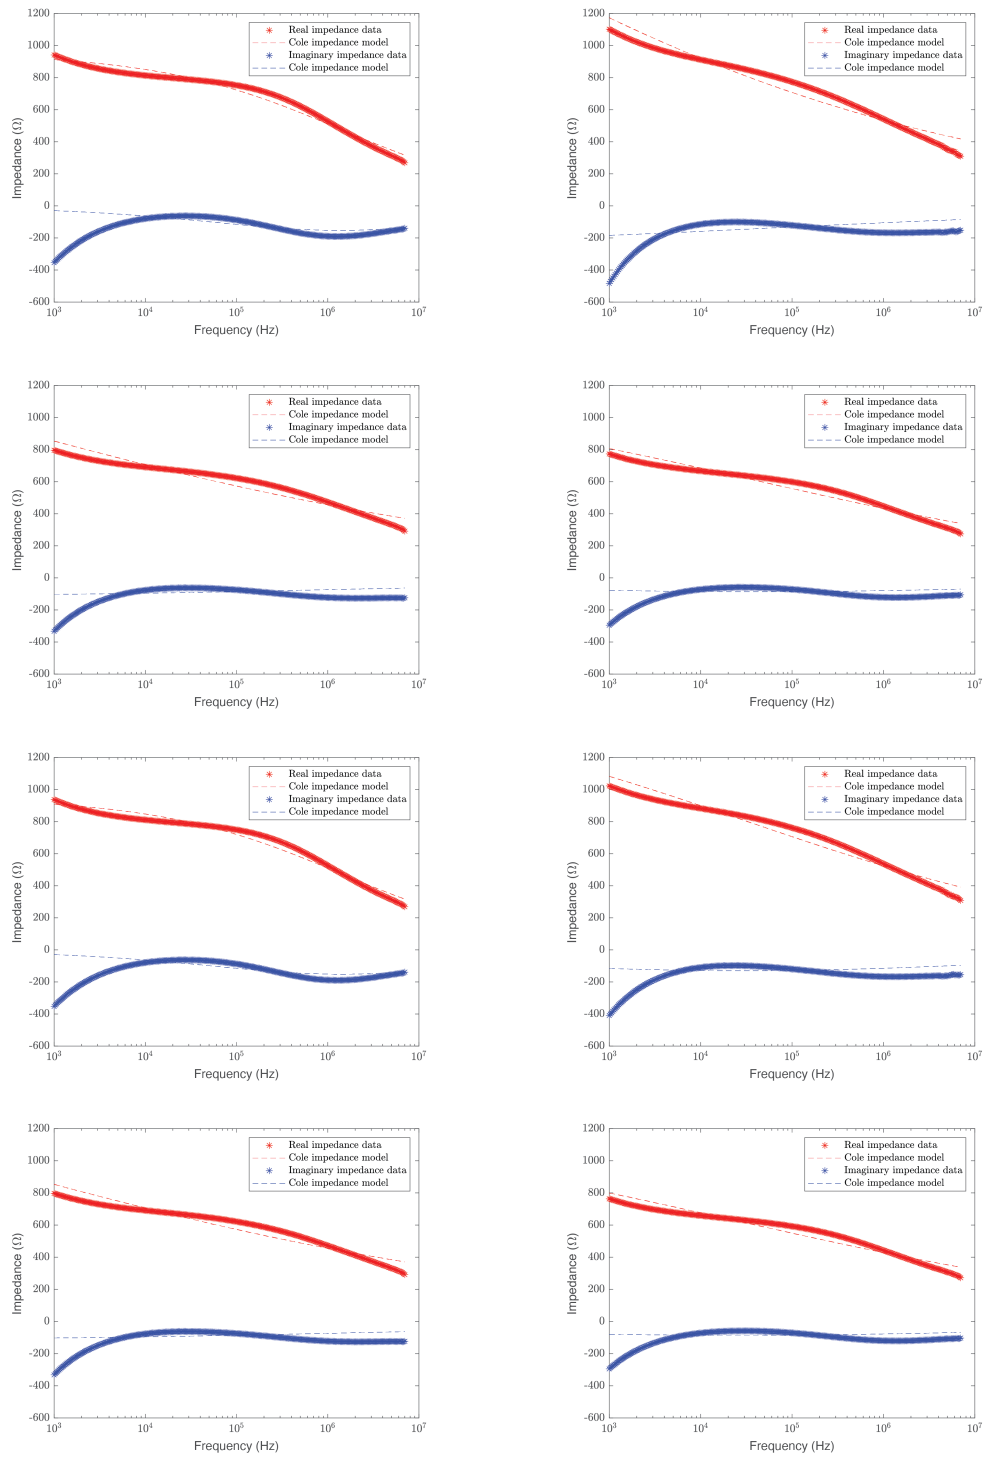 1200
1000
800
600
400
200
0
-200
-400
-600
Impedance (Ω)
Real impedance data
Cole impedance model
Imaginary impedance data
Cole impedance model
10³ 10⁴ 10⁵ 10⁶ 10⁷
Frequency (Hz)
1200
1000
800
600
400
200
0
-200
-400
-600
Impedance (Ω)
Real impedance data
Cole impedance model
Imaginary impedance data
Cole impedance model
10³ 10⁴ 10⁵ 10⁶ 10⁷
Frequency (Hz)
1200
1000
800
600
400
200
0
-200
-400
-600
Impedance (Ω)
Real impedance data
Cole impedance model
Imaginary impedance data
Cole impedance model
10³ 10⁴ 10⁵ 10⁶ 10⁷
Frequency (Hz)
1200
1000
800
600
400
200
0
-200
-400
-600
Impedance (Ω)
Real impedance data
Cole impedance model
Imaginary impedance data
Cole impedance model
10³ 10⁴ 10⁵ 10⁶ 10⁷
Frequency (Hz)
1200
1000
800
600
400
200
0
-200
-400
-600
Impedance (Ω)
Real impedance data
Cole impedance model
Imaginary impedance data
Cole impedance model
10³ 10⁴ 10⁵ 10⁶ 10⁷
Frequency (Hz)
1200
1000
800
600
400
200
0
-200
-400
-600
Impedance (Ω)
Real impedance data
Cole impedance model
Imaginary impedance data
Cole impedance model
10³ 10⁴ 10⁵ 10⁶ 10⁷
Frequency (Hz)
1200
1000
800
600
400
200
0
-200
-400
-600
Impedance (Ω)
Real impedance data
Cole impedance model
Imaginary impedance data
Cole impedance model
10³ 10⁴ 10⁵ 10⁶ 10⁷
Frequency (Hz)
1200
1000
800
600
400
200
0
-200
-400
-600
Impedance (Ω)
Real impedance data
Cole impedance model
Imaginary impedance data
Cole impedance model
10³ 10⁴ 10⁵ 10⁶ 10⁷
Frequency (Hz)